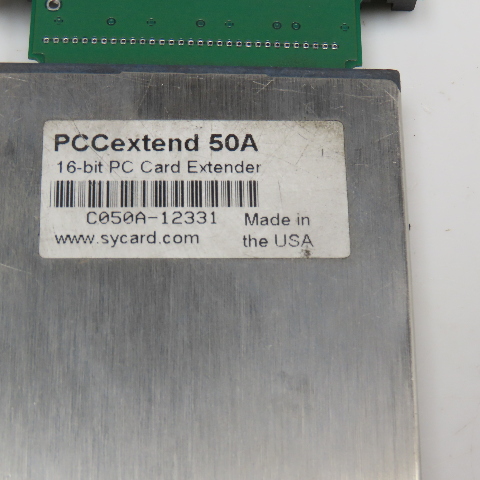 PCCextend 50A
16-bit PC Card Extender
C050A-12331
Made in
www.sycard.com
the USA